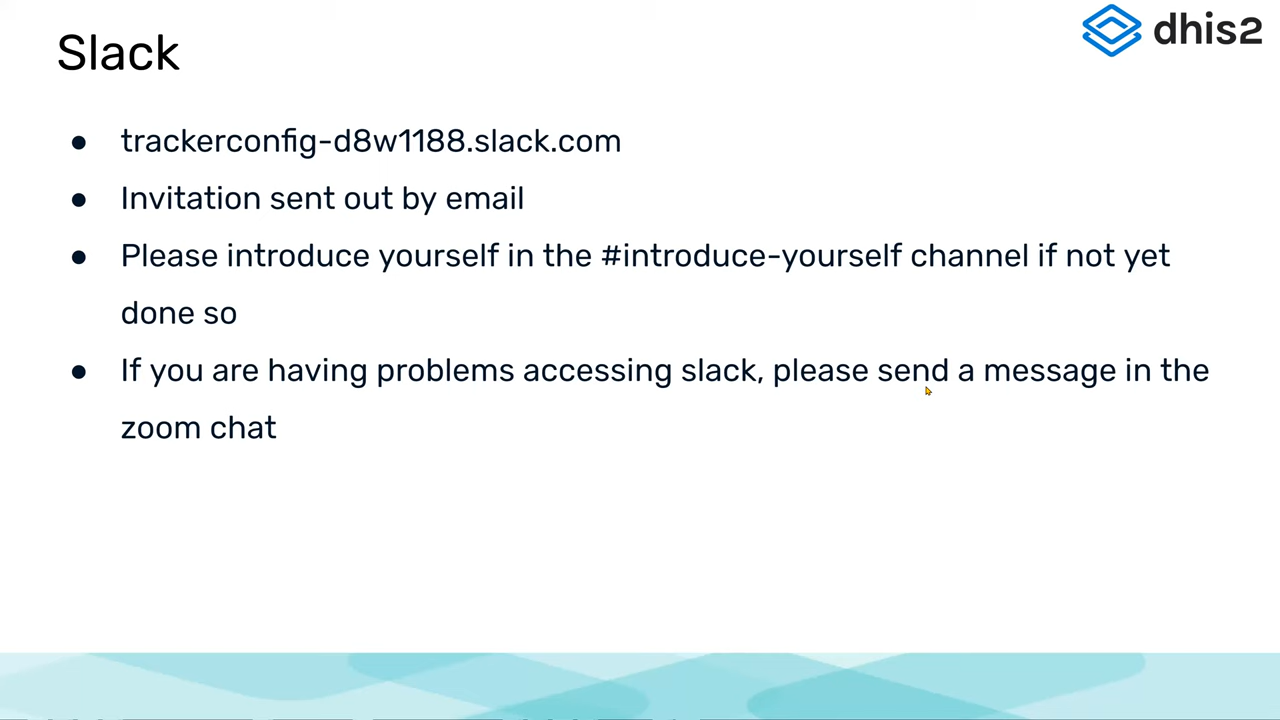 Slack
dhis2
● trackerconfig-d8w1188.slack.com
● Invitation sent out by email
● Please introduce yourself in the #introduce-yourself channel if not yet
done so
● If you are having problems accessing slack, please send a message in the
zoom chat